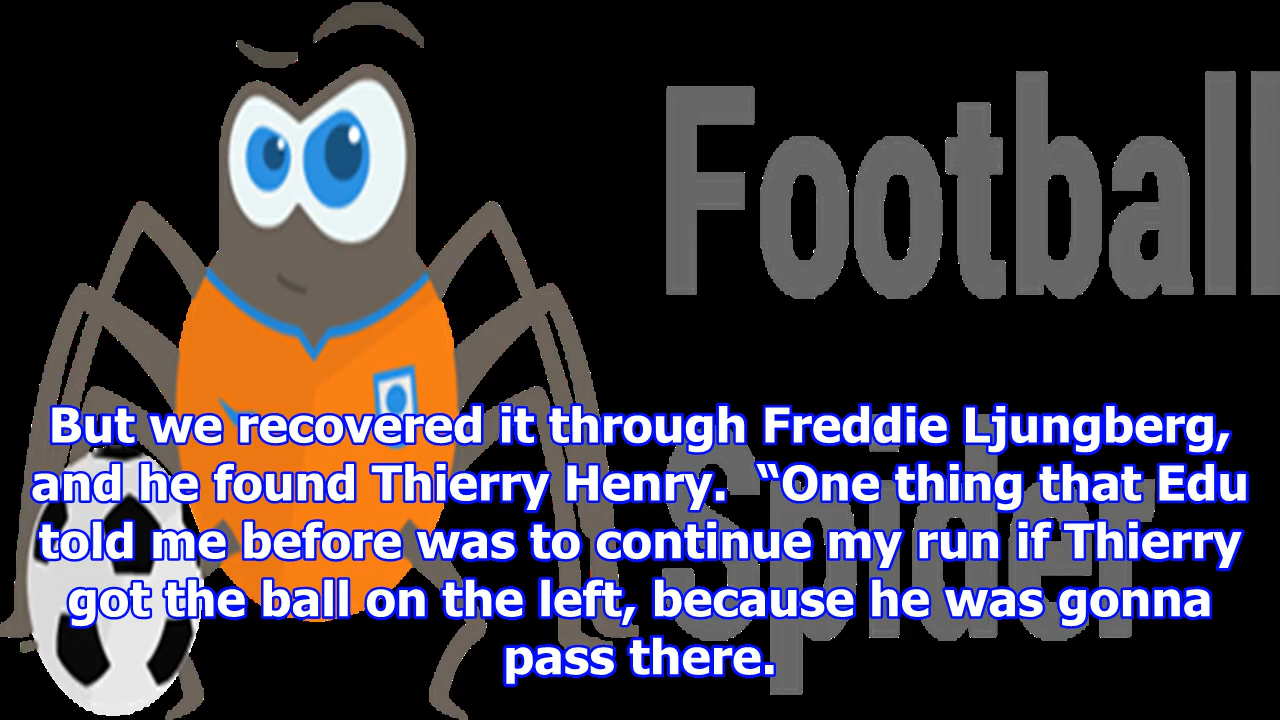 Football
Spider
But we recovered it through Freddie Ljungberg,
and he found Thierry Henry.  “One thing that Edu
told me before was to continue my run if Thierry
got the ball on the left, because he was gonna
pass there.